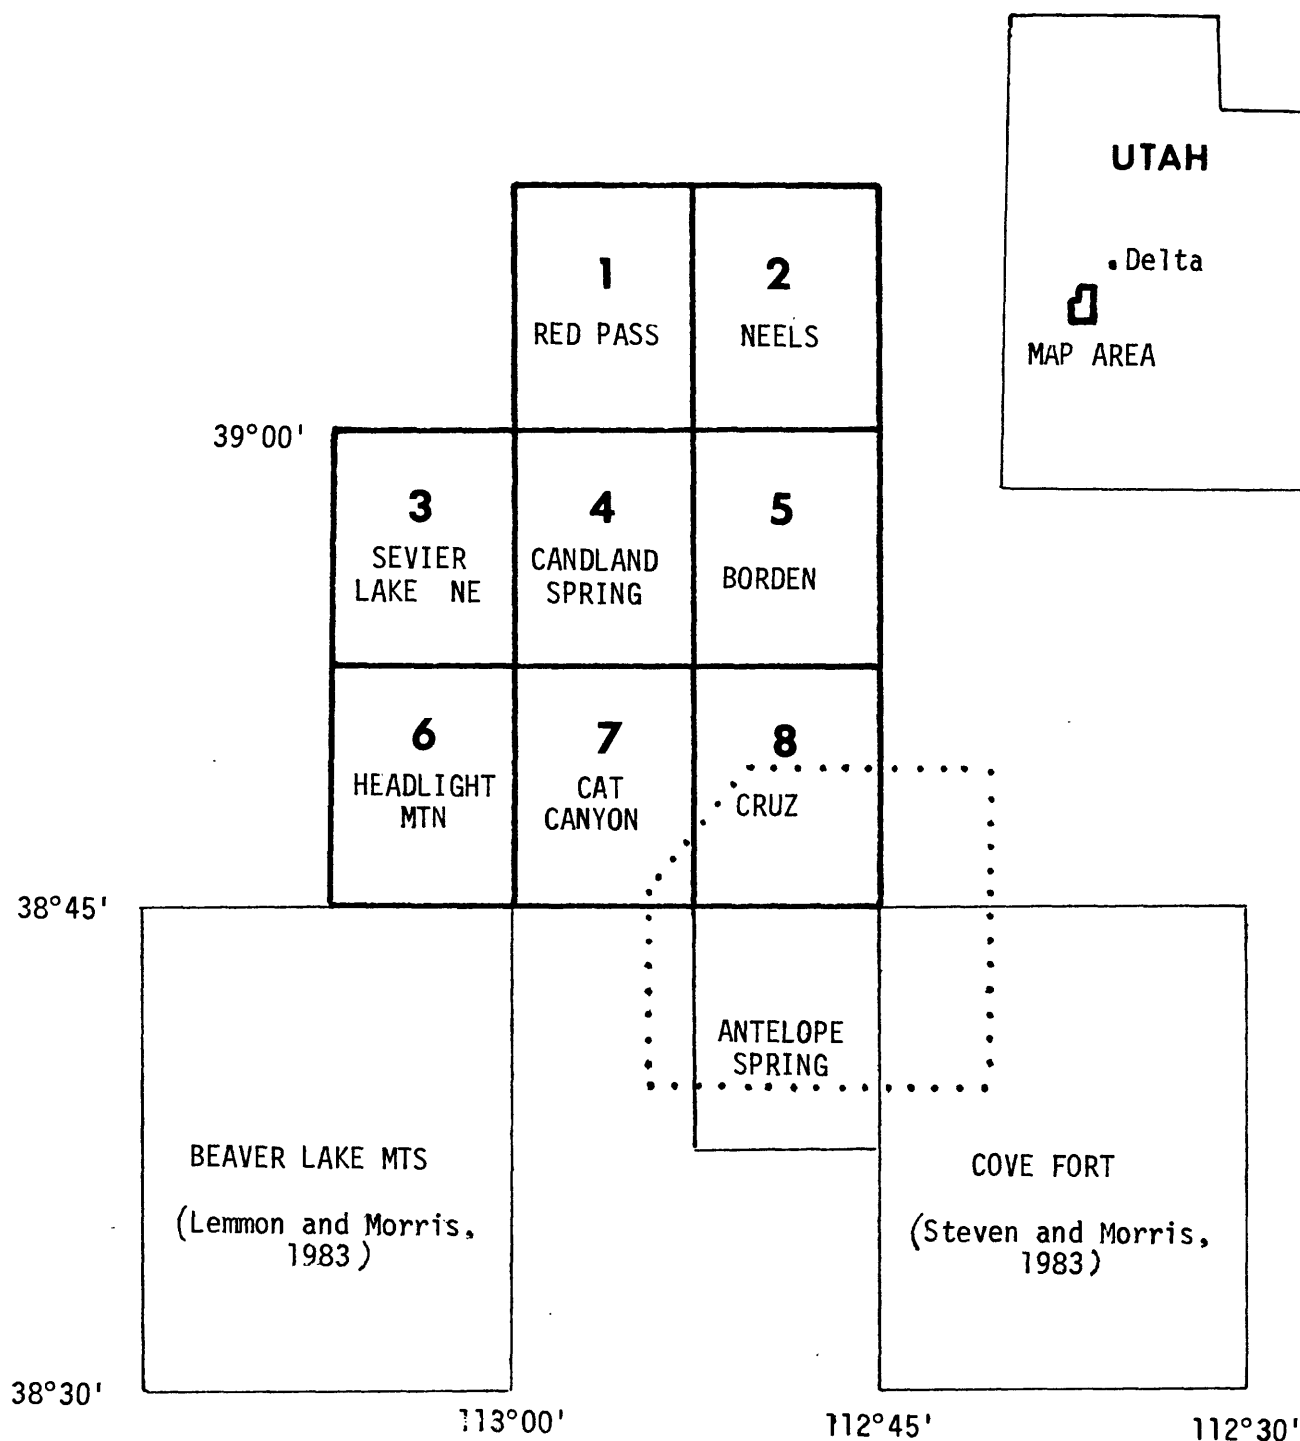 UTAH
.Delta
MAP AREA
1
RED PASS
2
NEELS
39°00'
3
SEVIER
LAKE NE
4
CANDLAND
SPRING
5
BORDEN
6
HEADLIGHT
MTN
7
CAT
CANYON
8
CRUZ
38°45'
ANTELOPE
SPRING
BEAVER LAKE MTS
(Lemmon and Morris,
1983)
COVE FORT
(Steven and Morris,
1983)
38°30'
113°00'
112°45'
112°30'